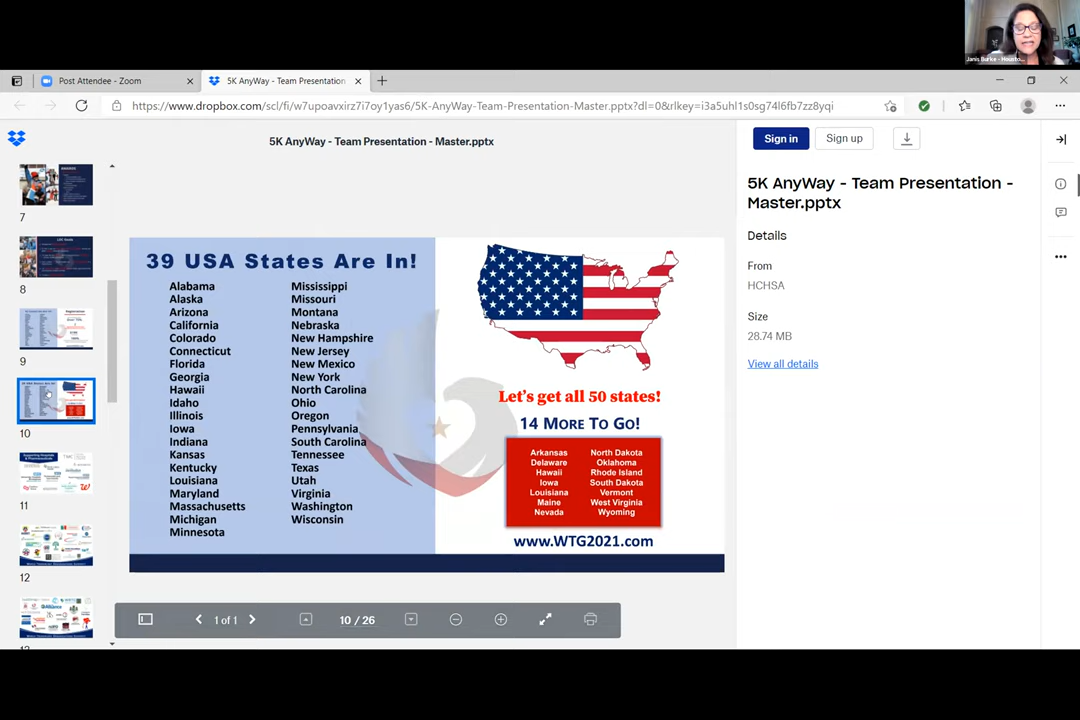 Janis Burke - Housto...
Post Attendee - Zoom
5K AnyWay - Team Presentation
https://www.dropbox.com/scl/fi/w7upoavxirz7i7oy1yas6/5K-AnyWay-Team-Presentation-Master.pptx?dl=0&rlkey=i3a5uhl1s0sg74l6fb7zz8yqi
5K AnyWay - Team Presentation - Master.pptx
Sign in
Sign up
7
8
9
10
11
12
39 USA States Are In!
Alabama
Alaska
Arizona
California
Colorado
Connecticut
Florida
Georgia
Hawaii
Idaho
Illinois
Iowa
Indiana
Kansas
Kentucky
Louisiana
Maryland
Massachusetts
Michigan
Minnesota
Mississippi
Missouri
Montana
Nebraska
New Hampshire
New Jersey
New Mexico
New York
North Carolina
Ohio
Oregon
Pennsylvania
South Carolina
Tennessee
Texas
Utah
Virginia
Washington
Wisconsin
Let's get all 50 states!
14 More To Go!
Arkansas
Delaware
Hawaii
Iowa
Louisiana
Maine
Nevada
North Dakota
Oklahoma
Rhode Island
South Dakota
Vermont
West Virginia
Wyoming
www.WTG2021.com
1 of 1
10 / 26
5K AnyWay - Team Presentation -
Master.pptx
Details
From
HCHSA
Size
28.74 MB
View all details